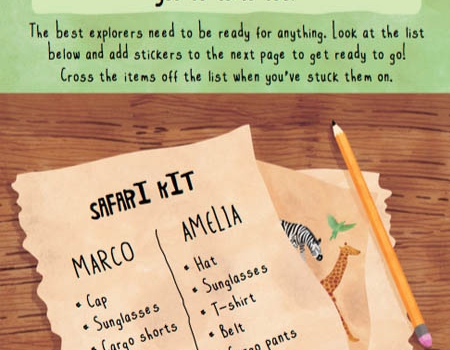 The best explorers need to be ready for anything. Look at the list
below and add stickers to the next page to get ready to go!
Cross the items off the list when you've stuck them on.
SAFARI KIT
MARCO
• Cap
• Sunglasses
• Cargo shorts
AMELIA
• Hat
• Sunglasses
• T-shirt
• Belt
pants